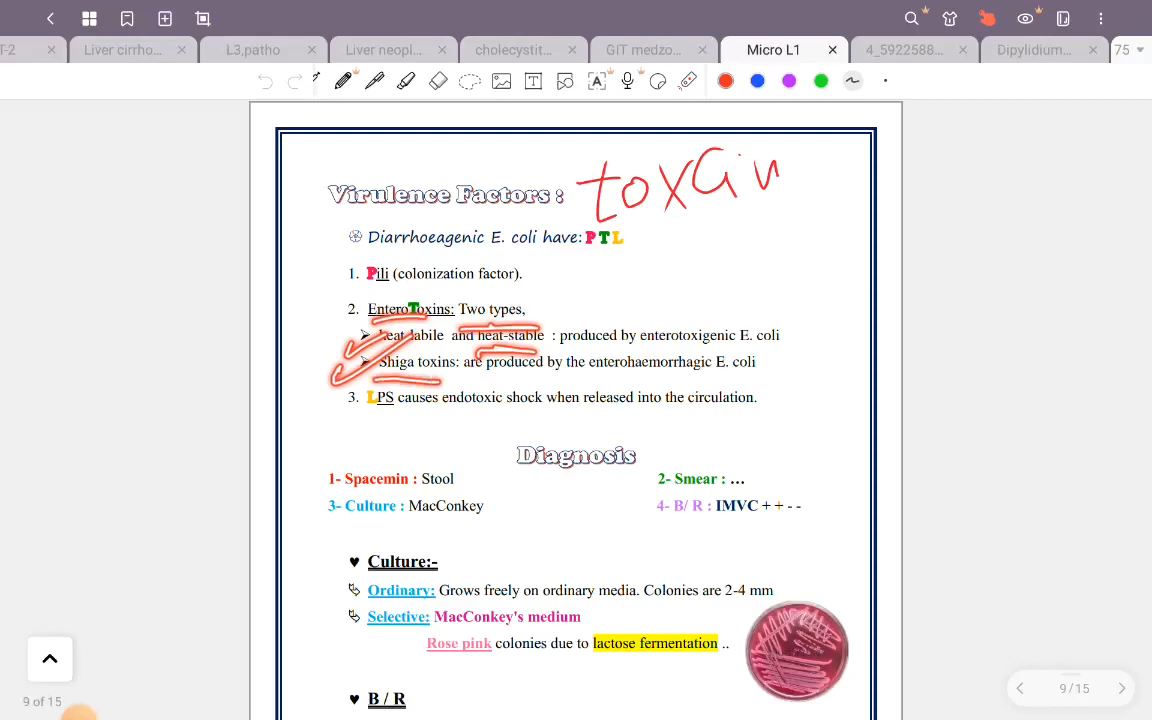 T-2 Liver cirrho... L3,patho Liver neopl... cholecystit... GIT medzo... Micro L1 4_5922588... Dipylidium... 75
Virulence Factors : toxin
Diarrhoeagenic E. coli have: P T L
1. Pili (colonization factor).
2. EnteroToxins: Two types,
heat labile and heat-stable : produced by enterotoxigenic E. coli
Shiga toxins: are produced by the enterohaemorrhagic E. coli
3. LPS causes endotoxic shock when released into the circulation.
Diagnosis
1- Spacemin : Stool 2- Smear : ...
3- Culture : MacConkey 4- B/ R : IMVC + + - -
♥ Culture:-
Ordinary: Grows freely on ordinary media. Colonies are 2-4 mm
Selective: MacConkey's medium
Rose pink colonies due to lactose fermentation ..
♥ B / R
9 of 15
9/15